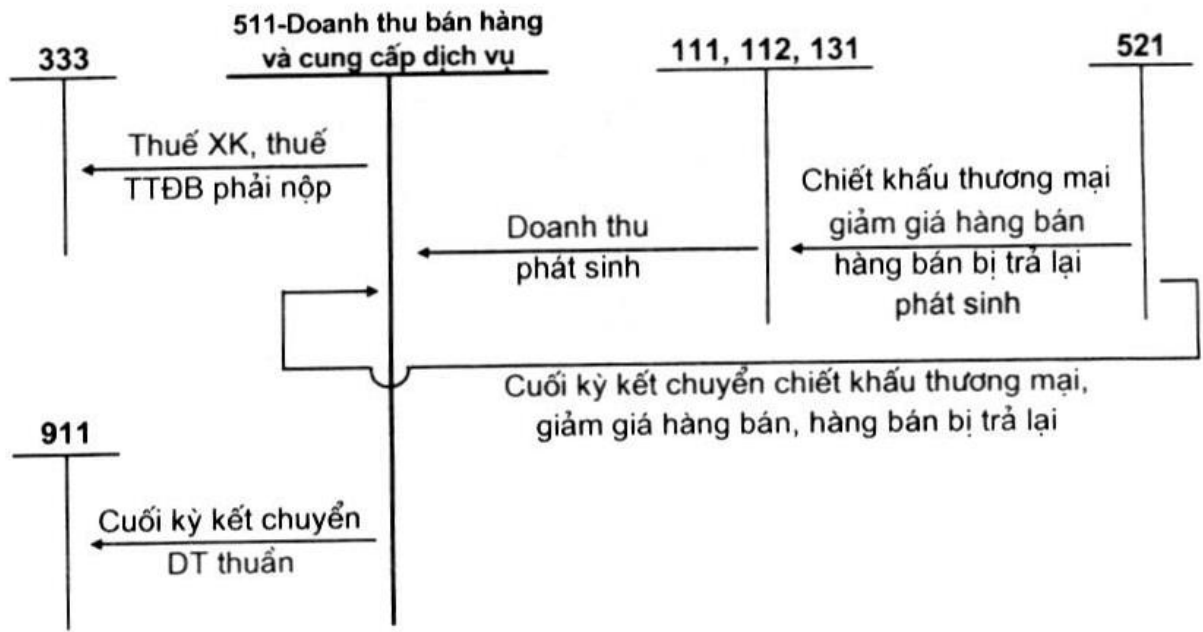 511-Doanh thu bán hàng
và cung cấp dịch vụ
333
111, 112, 131
521
Thuế XK, thuế
TTĐB phải nộp
Doanh thu
phát sinh
Chiết khấu thương mại
giảm giá hàng bán
hàng bán bị trả lại
phát sinh
Cuối kỳ kết chuyển chiết khấu thương mại,
giảm giá hàng bán, hàng bán bị trả lại
911
Cuối kỳ kết chuyển
DT thuần